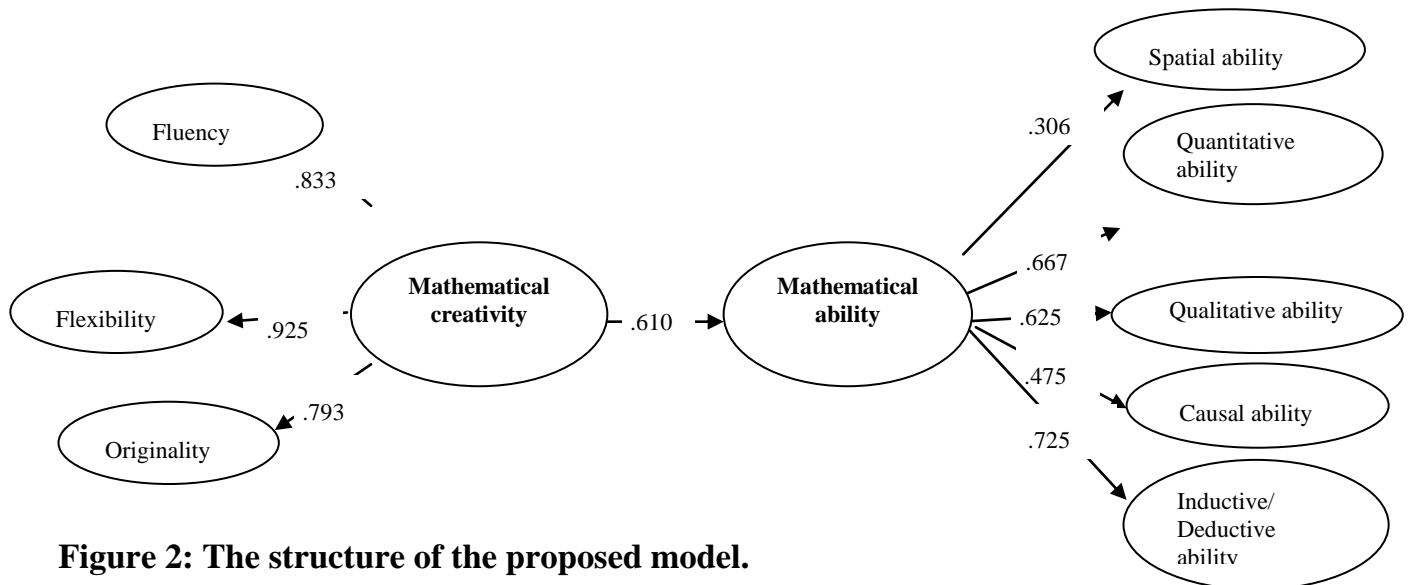 Spatial ability
.306
Fluency
Quantitative
ability
.833
.667
Mathematical
creativity
Mathematical
ability
Flexibility
.925
.610
.625
Qualitative ability
.475
.793
Causal ability
.725
Originality
Inductive/
Deductive
ability
Figure 2: The structure of the proposed model.